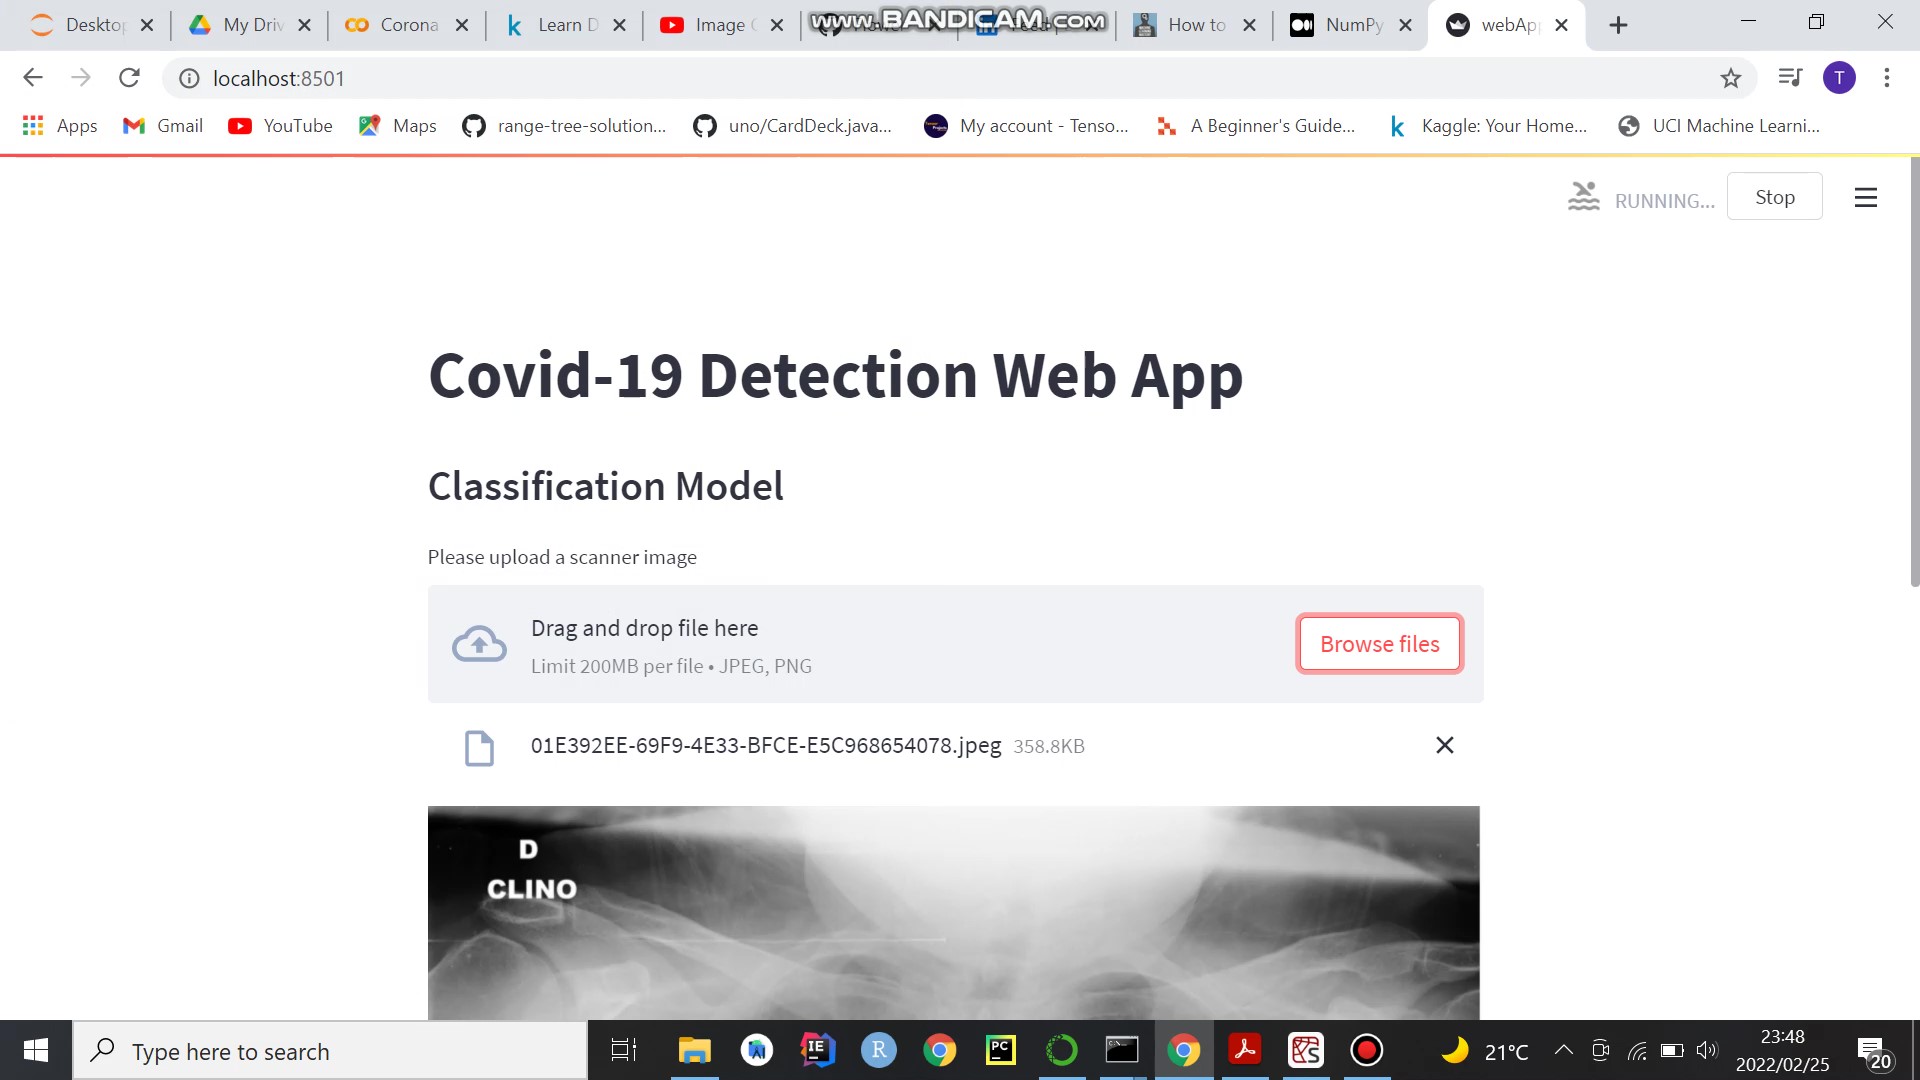 Desktop
My Driv
Corona
Learn D
Image C
www.BANDICAM.com
How to
NumPy
webApp
localhost:8501
T
Apps
Gmail
YouTube
Maps
range-tree-solution...
uno/CardDeck.java...
My account - Tenso...
A Beginner's Guide...
Kaggle: Your Home...
UCI Machine Learni...
RUNNING...
Stop
Covid-19 Detection Web App
Classification Model
Please upload a scanner image
Drag and drop file here
Limit 200MB per file • JPEG, PNG
Browse files
01E392EE-69F9-4E33-BFCE-E5C968654078.jpeg 358.8KB
D
CLINO
Type here to search
21°C
23:48
2022/02/25
20